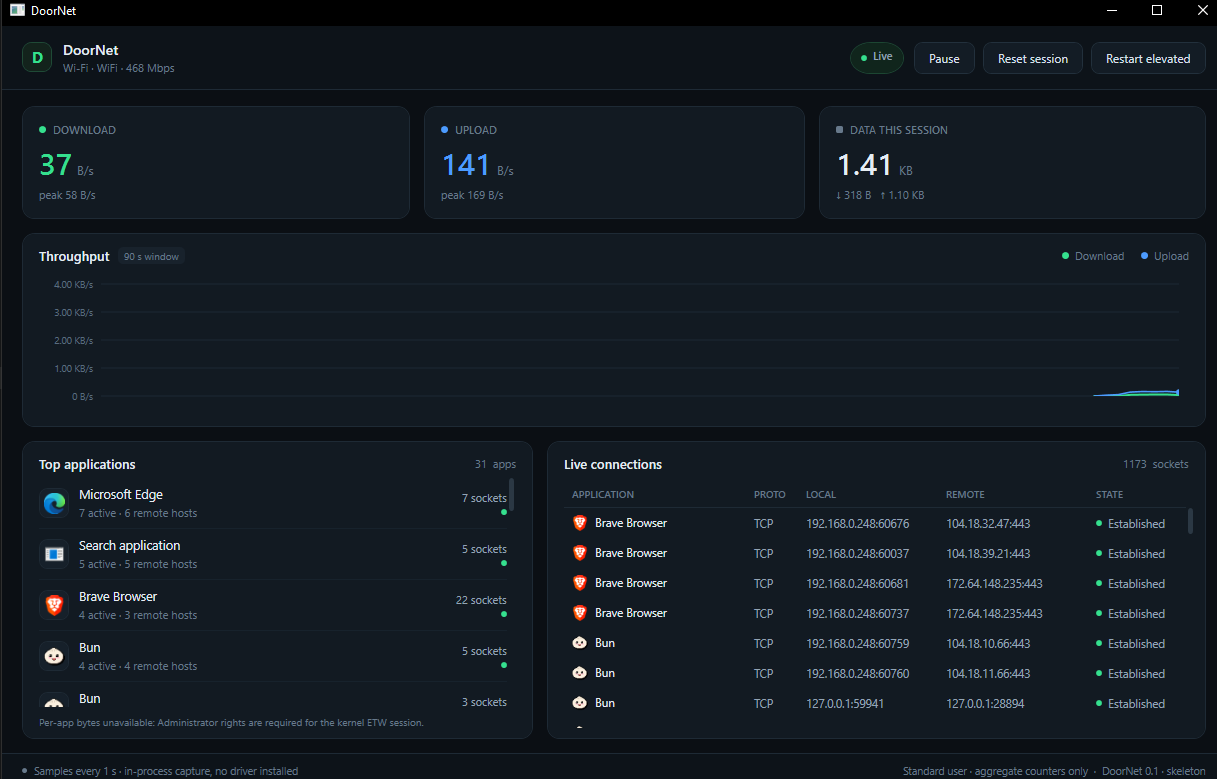 DoorNet
D
DoorNet
Wi-Fi · WiFi · 468 Mbps
Live
Pause
Reset session
Restart elevated
DOWNLOAD
37 B/s
peak 58 B/s
UPLOAD
141 B/s
peak 169 B/s
DATA THIS SESSION
1.41 KB
↓ 318 B ↑ 1.10 KB
Throughput 90 s window
Download Upload
4.00 KB/s
3.00 KB/s
2.00 KB/s
1.00 KB/s
0 B/s
Top applications 31 apps
Microsoft Edge 7 sockets
7 active · 6 remote hosts
Search application 5 sockets
5 active · 5 remote hosts
Brave Browser 22 sockets
4 active · 3 remote hosts
Bun 5 sockets
4 active · 4 remote hosts
Bun 3 sockets
Per-app bytes unavailable: Administrator rights are required for the kernel ETW session.
Live connections 1173 sockets
APPLICATION PROTO LOCAL REMOTE STATE
Brave Browser TCP 192.168.0.248:60676 104.18.32.47:443 Established
Brave Browser TCP 192.168.0.248:60037 104.18.39.21:443 Established
Brave Browser TCP 192.168.0.248:60681 172.64.148.235:443 Established
Brave Browser TCP 192.168.0.248:60737 172.64.148.235:443 Established
Bun TCP 192.168.0.248:60759 104.18.10.66:443 Established
Bun TCP 192.168.0.248:60760 104.18.11.66:443 Established
Bun TCP 127.0.0.1:59941 127.0.0.1:28894 Established
Samples every 1 s · in-process capture, no driver installed
Standard user · aggregate counters only · DoorNet 0.1 · skeleton